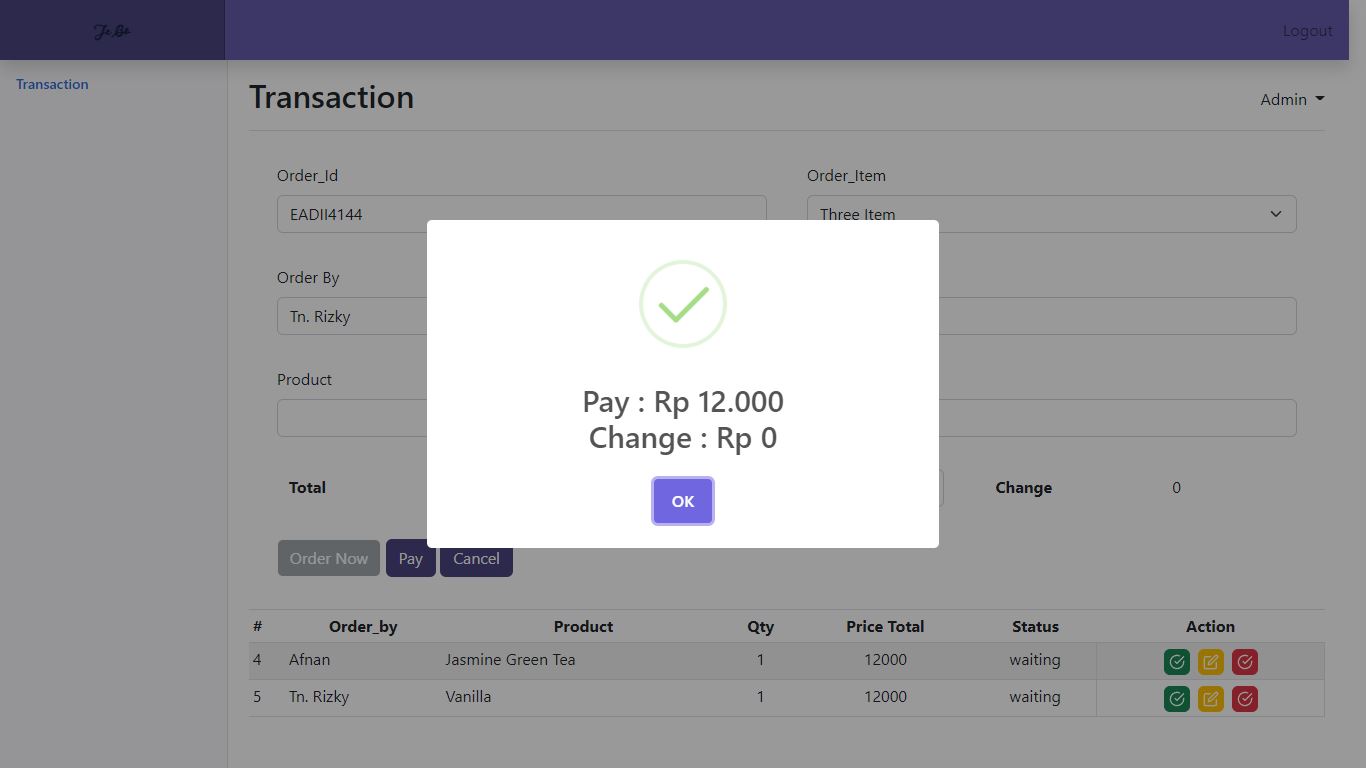 Logout
Transaction
Transaction
Admin
Order_Id
Order_Item
EADII4144
Three Item
Order By
Tn. Rizky
Product
Pay : Rp 12.000
Change : Rp 0
OK
Total
Change
0
Order Now
Pay
Cancel
# Order_by Product Qty Price Total Status Action
4 Afnan Jasmine Green Tea 1 12000 waiting
5 Tn. Rizky Vanilla 1 12000 waiting